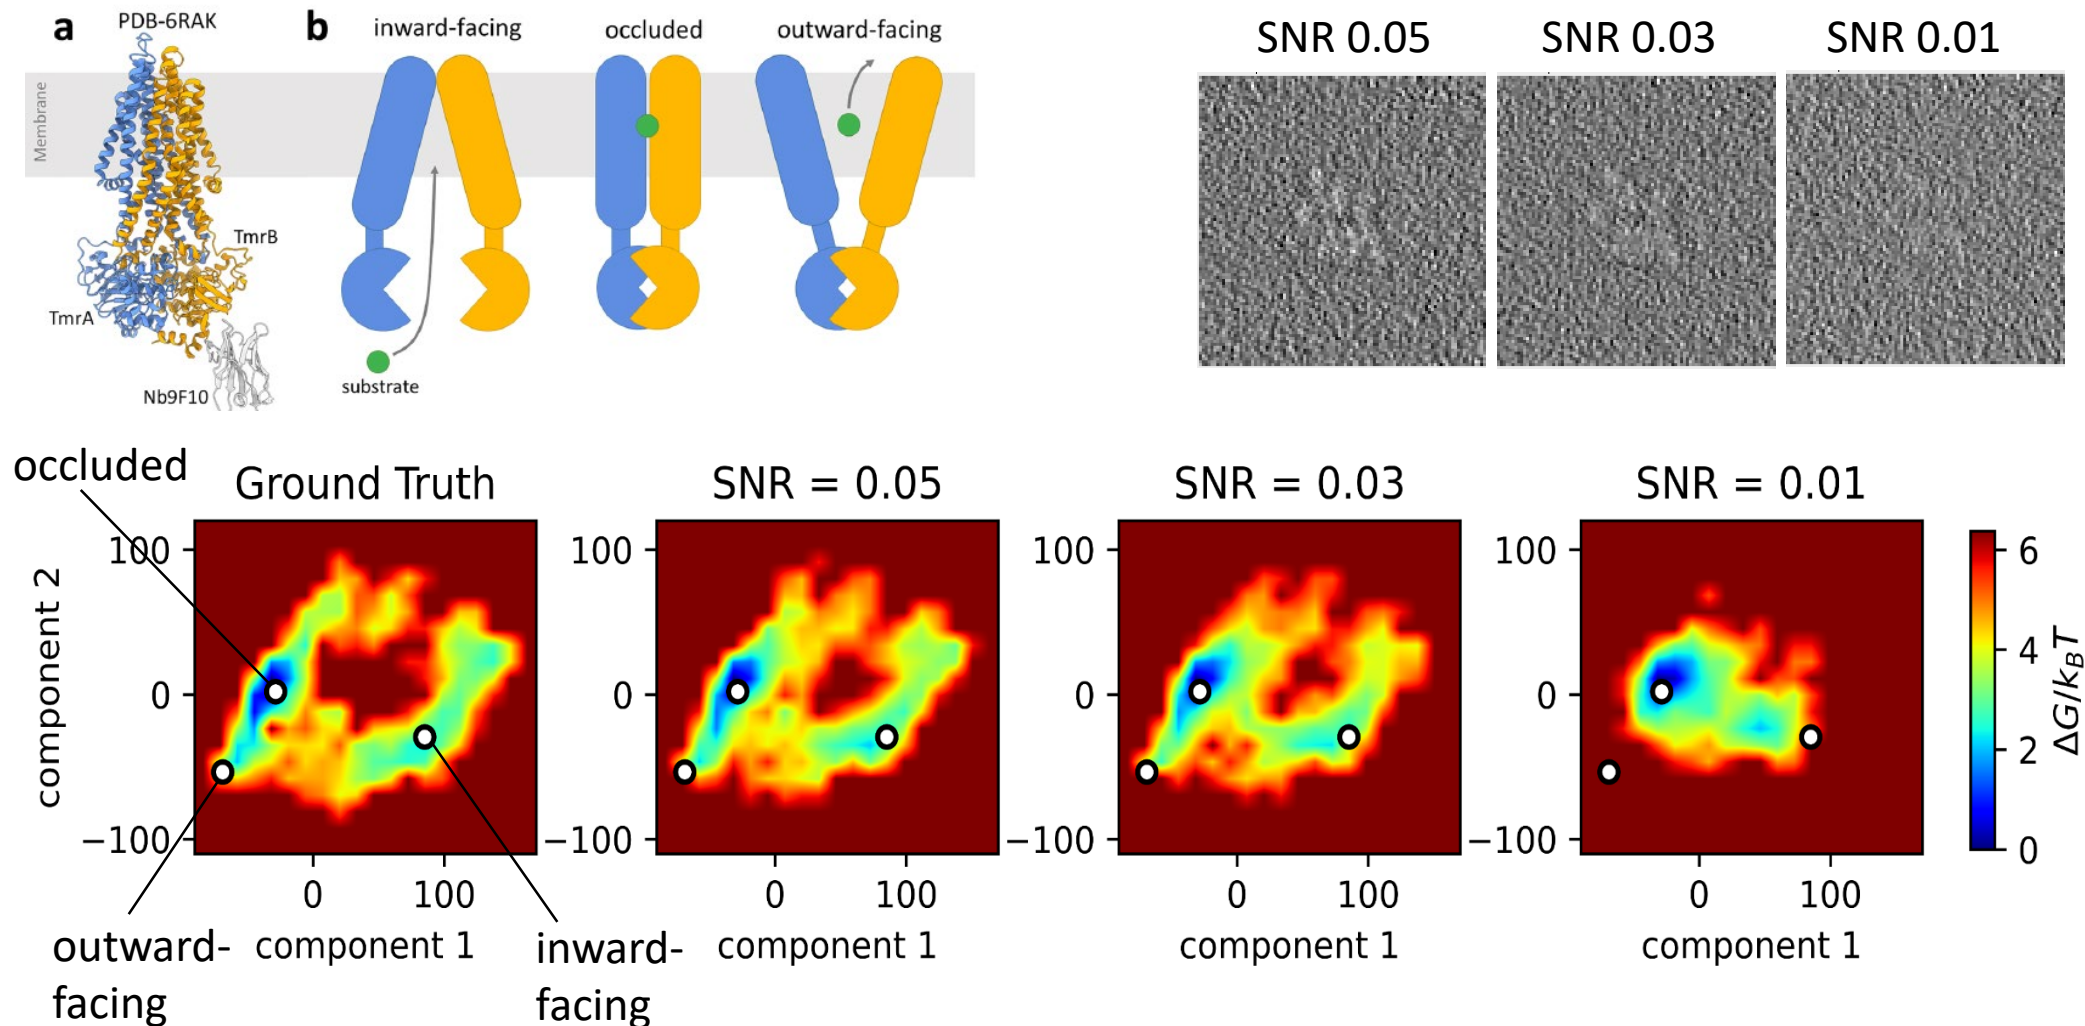 a
PDB-6RAK
Membrane
TmrB
TmrA
Nb9F10
b
inward-facing
occluded
outward-facing
substrate
SNR 0.05
SNR 0.03
SNR 0.01
occluded
Ground Truth
SNR = 0.05
SNR = 0.03
SNR = 0.01
component 2
100
0
−100
100
0
−100
100
0
−100
100
0
−100
6
4
2
0
ΔG/k_BT
0 100
0 100
0 100
0 100
component 1
component 1
component 1
component 1
outward-
facing
inward-
facing